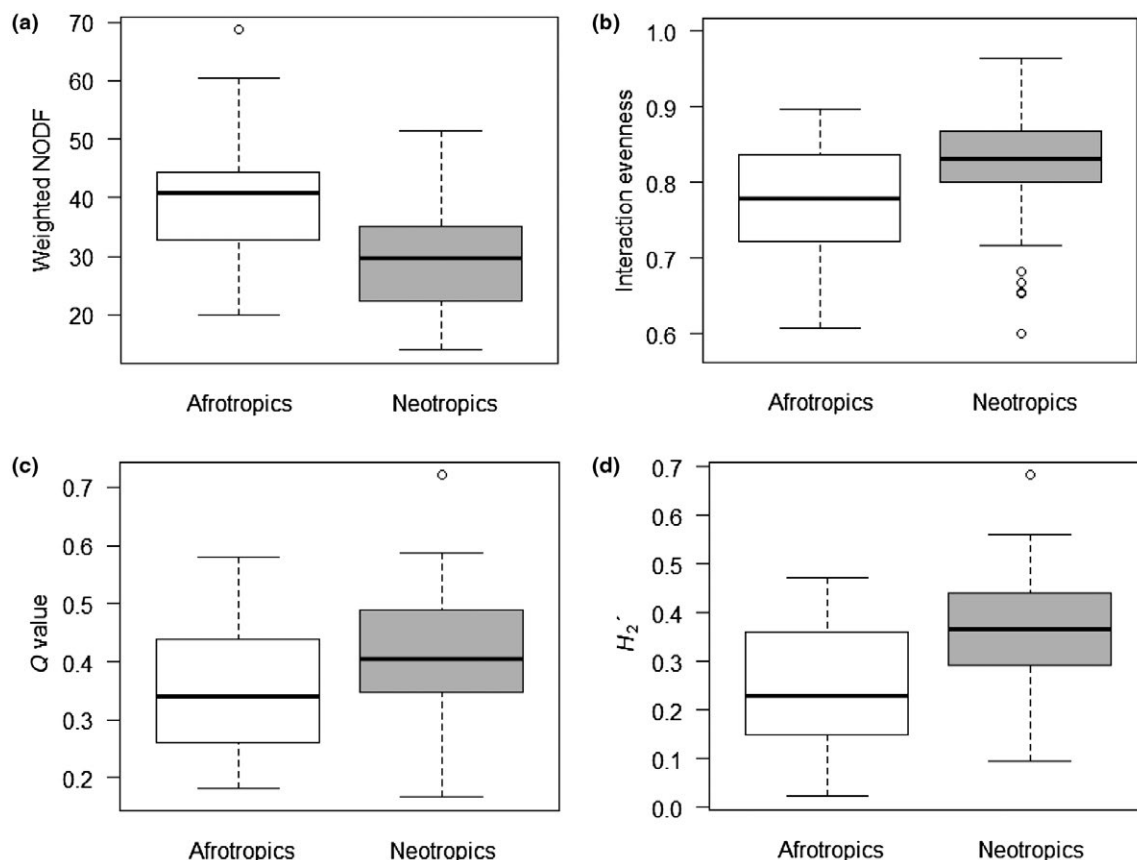 (a)
Weighted NODF
70
60
50
40
30
20
Afrotropics
Neotropics
(b)
Interaction evenness
1.0
0.9
0.8
0.7
0.6
Afrotropics
Neotropics
(c)
Q value
0.7
0.6
0.5
0.4
0.3
0.2
Afrotropics
Neotropics
(d)
H₂´
0.7
0.6
0.5
0.4
0.3
0.2
0.1
0.0
Afrotropics
Neotropics